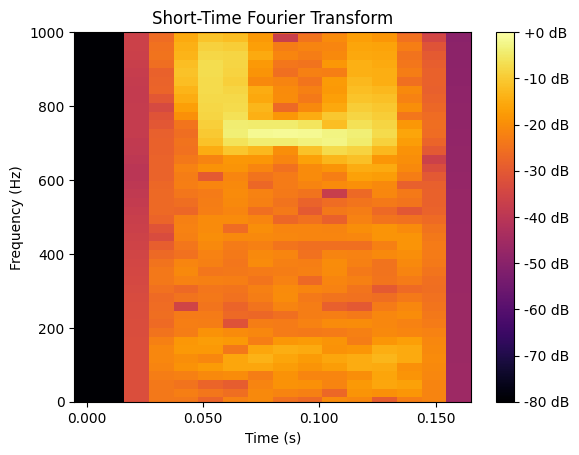 Short-Time Fourier Transform
1000
800
600
400
200
0
Frequency (Hz)
0.000
0.050
0.100
0.150
Time (s)
+0 dB
-10 dB
-20 dB
-30 dB
-40 dB
-50 dB
-60 dB
-70 dB
-80 dB